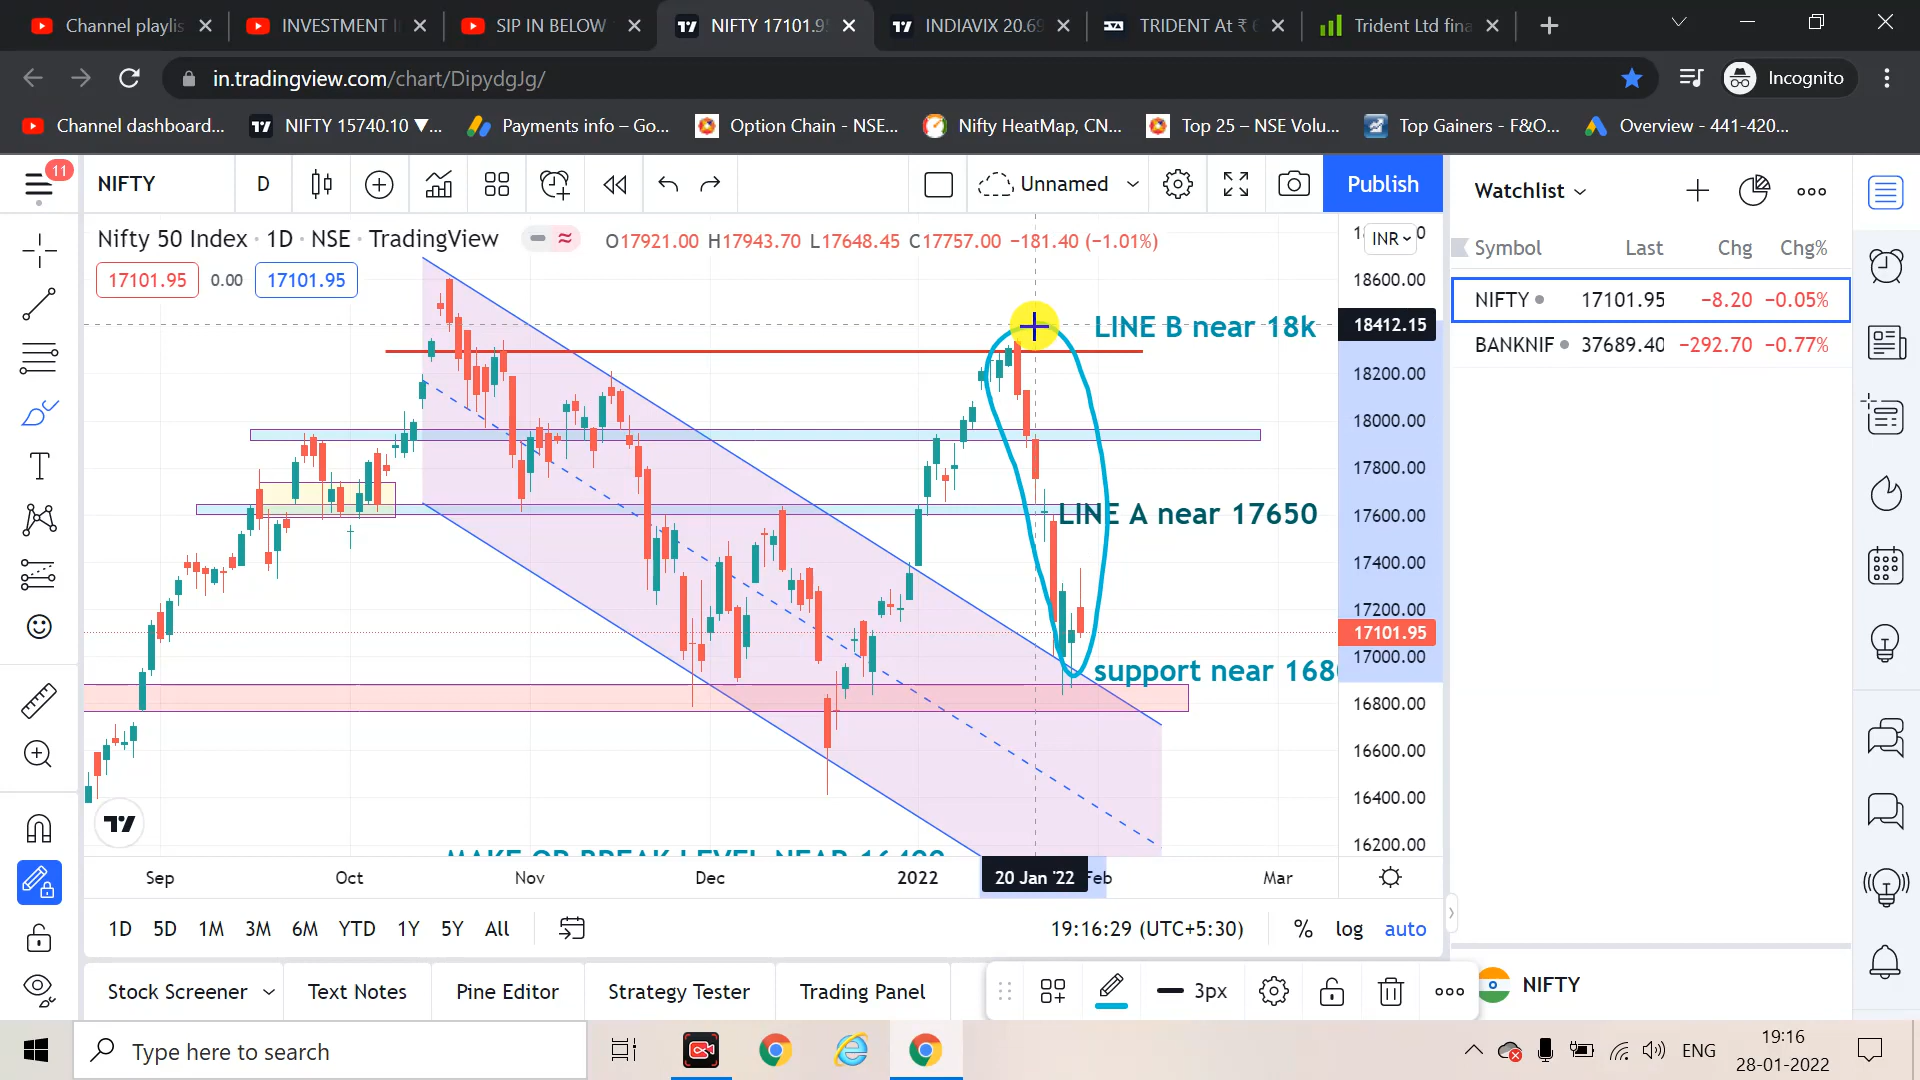 Channel playlis
INVESTMENT I
SIP IN BELOW
NIFTY 17101.9
INDIAVIX 20.69
TRIDENT At ₹ 6
Trident Ltd fina
in.tradingview.com/chart/DipydgJg/
Incognito
Channel dashboard...
NIFTY 15740.10 ▼...
Payments info – Go...
Option Chain - NSE...
Nifty HeatMap, CN...
Top 25 – NSE Volu...
Top Gainers - F&O...
Overview - 441-420...
11
NIFTY
D
Unnamed
Publish
Watchlist
Nifty 50 Index · 1D · NSE · TradingView
O17921.00 H17943.70 L17648.45 C17757.00 −181.40 (−1.01%)
INR
17101.95
0.00
17101.95
Symbol
Last
Chg
Chg%
NIFTY
17101.95
−8.20
−0.05%
BANKNIF
37689.40
−292.70
−0.77%
18600.00
18412.15
18200.00
18000.00
17800.00
17600.00
17400.00
17200.00
17101.95
17000.00
16800.00
16600.00
16400.00
16200.00
LINE B near 18k
LINE A near 17650
support near 168
MAKE OR BREAK LEVEL NEAR 16400
Sep
Oct
Nov
Dec
2022
20 Jan '22
Feb
Mar
1D
5D
1M
3M
6M
YTD
1Y
5Y
All
19:16:29 (UTC+5:30)
%
log
auto
Stock Screener
Text Notes
Pine Editor
Strategy Tester
Trading Panel
3px
NIFTY
Type here to search
ENG
19:16
28-01-2022